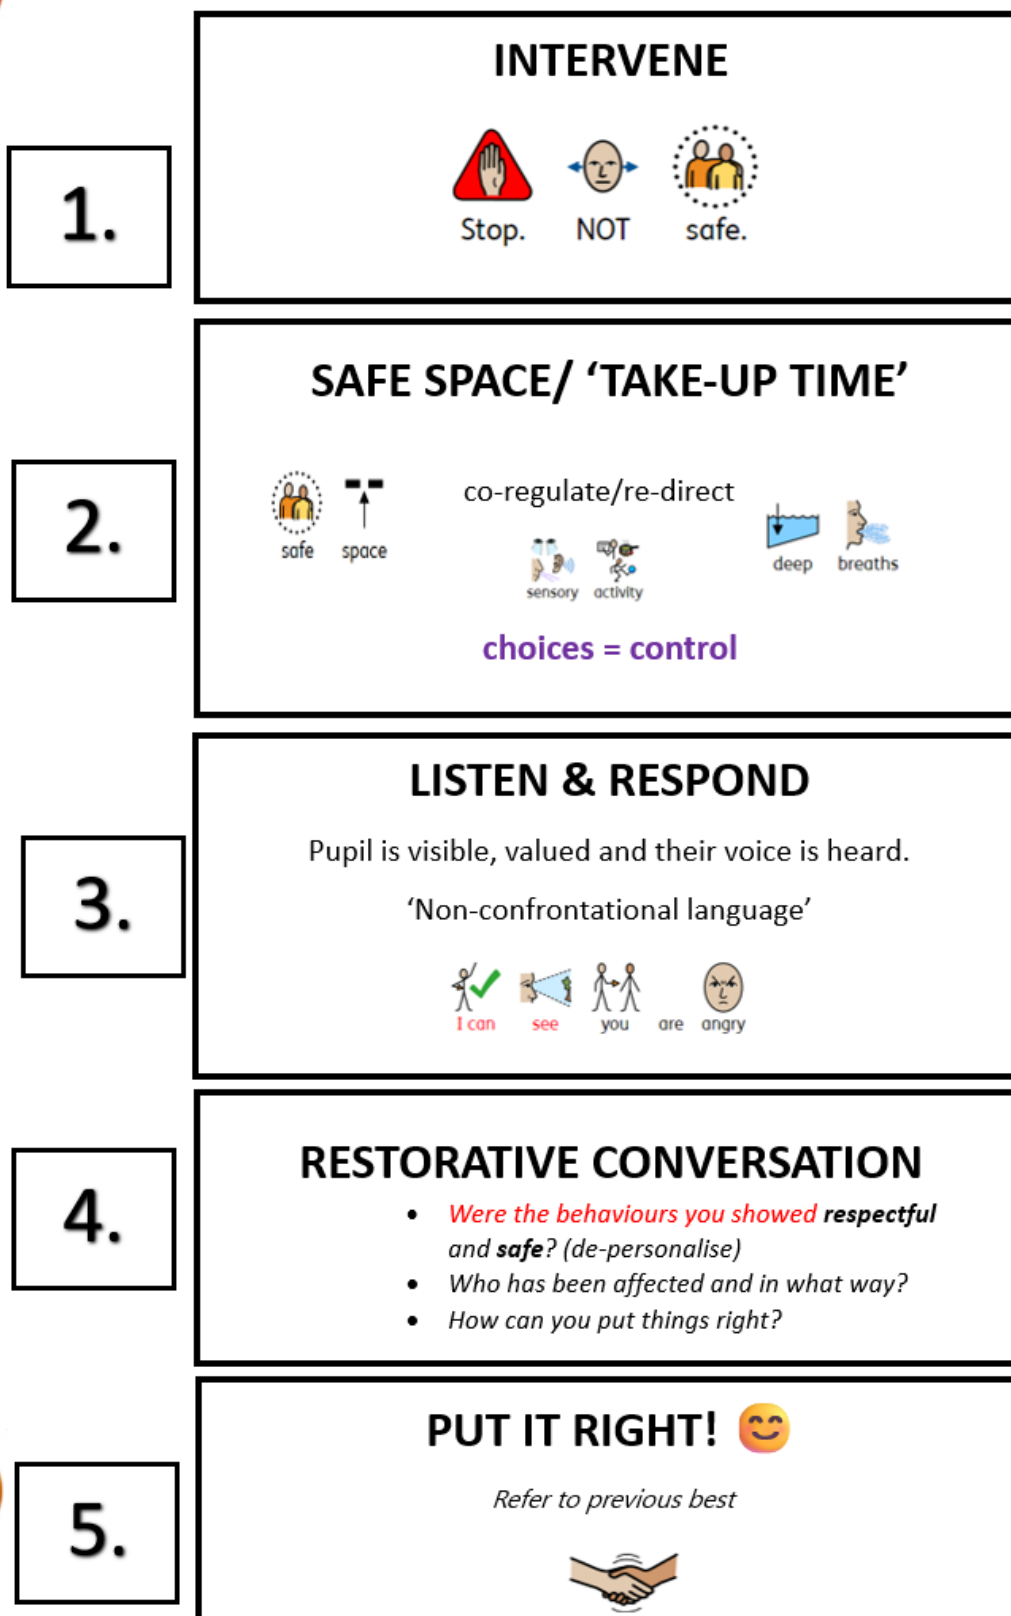 INTERVENE
1.
Stop. NOT safe.
SAFE SPACE/ ‘TAKE-UP TIME’
2.
co-regulate/re-direct
safe space
deep breaths
sensory activity
choices = control
LISTEN & RESPOND
3.
Pupil is visible, valued and their voice is heard.
‘Non-confrontational language’
I can see you are angry
RESTORATIVE CONVERSATION
4.
• Were the behaviours you showed respectful
and safe? (de-personalise)
• Who has been affected and in what way?
• How can you put things right?
PUT IT RIGHT! 😊
5.
Refer to previous best